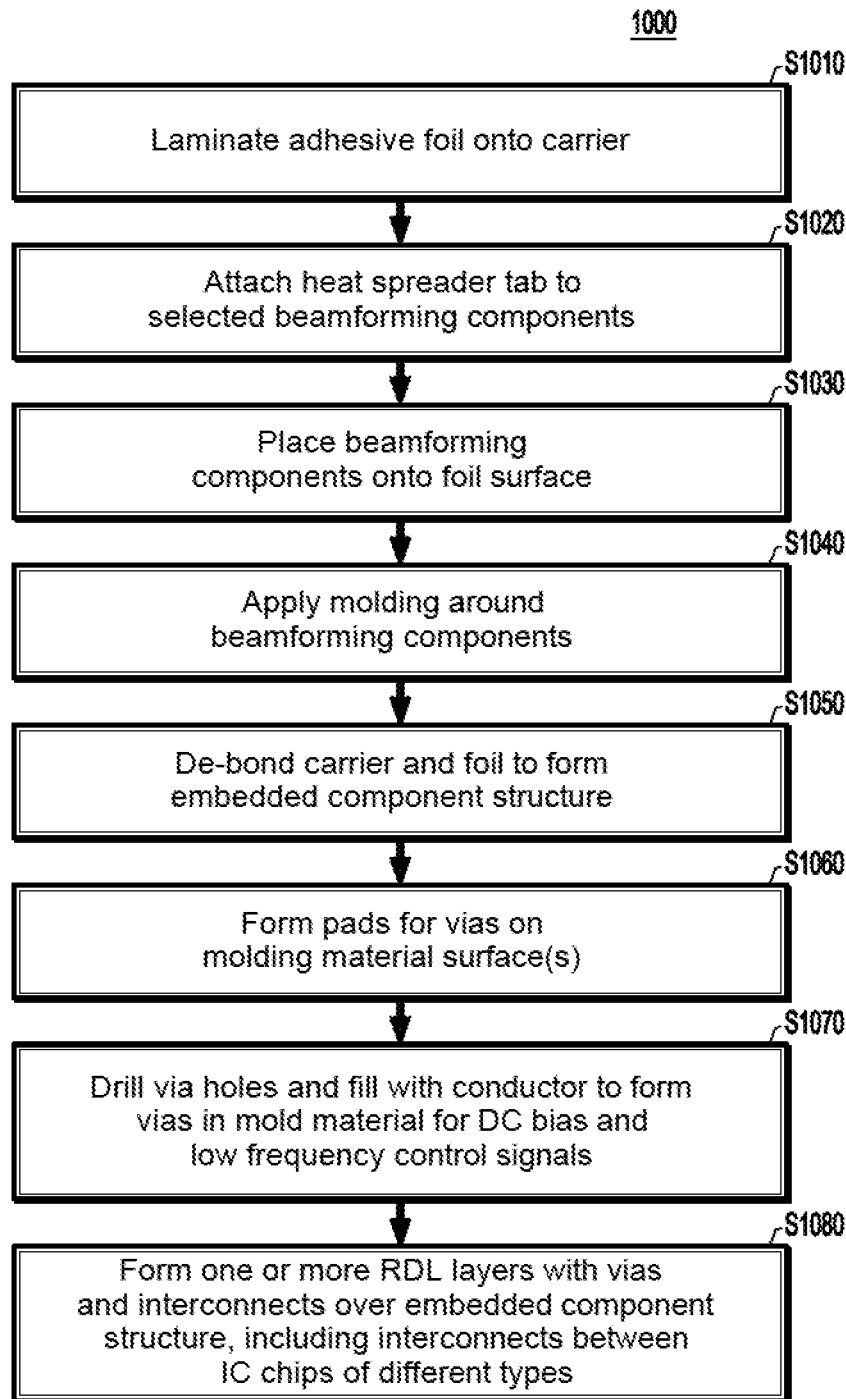 1000
S1010
Laminate adhesive foil onto carrier
S1020
Attach heat spreader tab to
selected beamforming components
S1030
Place beamforming
components onto foil surface
S1040
Apply molding around
beamforming components
S1050
De-bond carrier and foil to form
embedded component structure
S1060
Form pads for vias on
molding material surface(s)
S1070
Drill via holes and fill with conductor to form
vias in mold material for DC bias and
low frequency control signals
S1080
Form one or more RDL layers with vias
and interconnects over embedded component
structure, including interconnects between
IC chips of different types